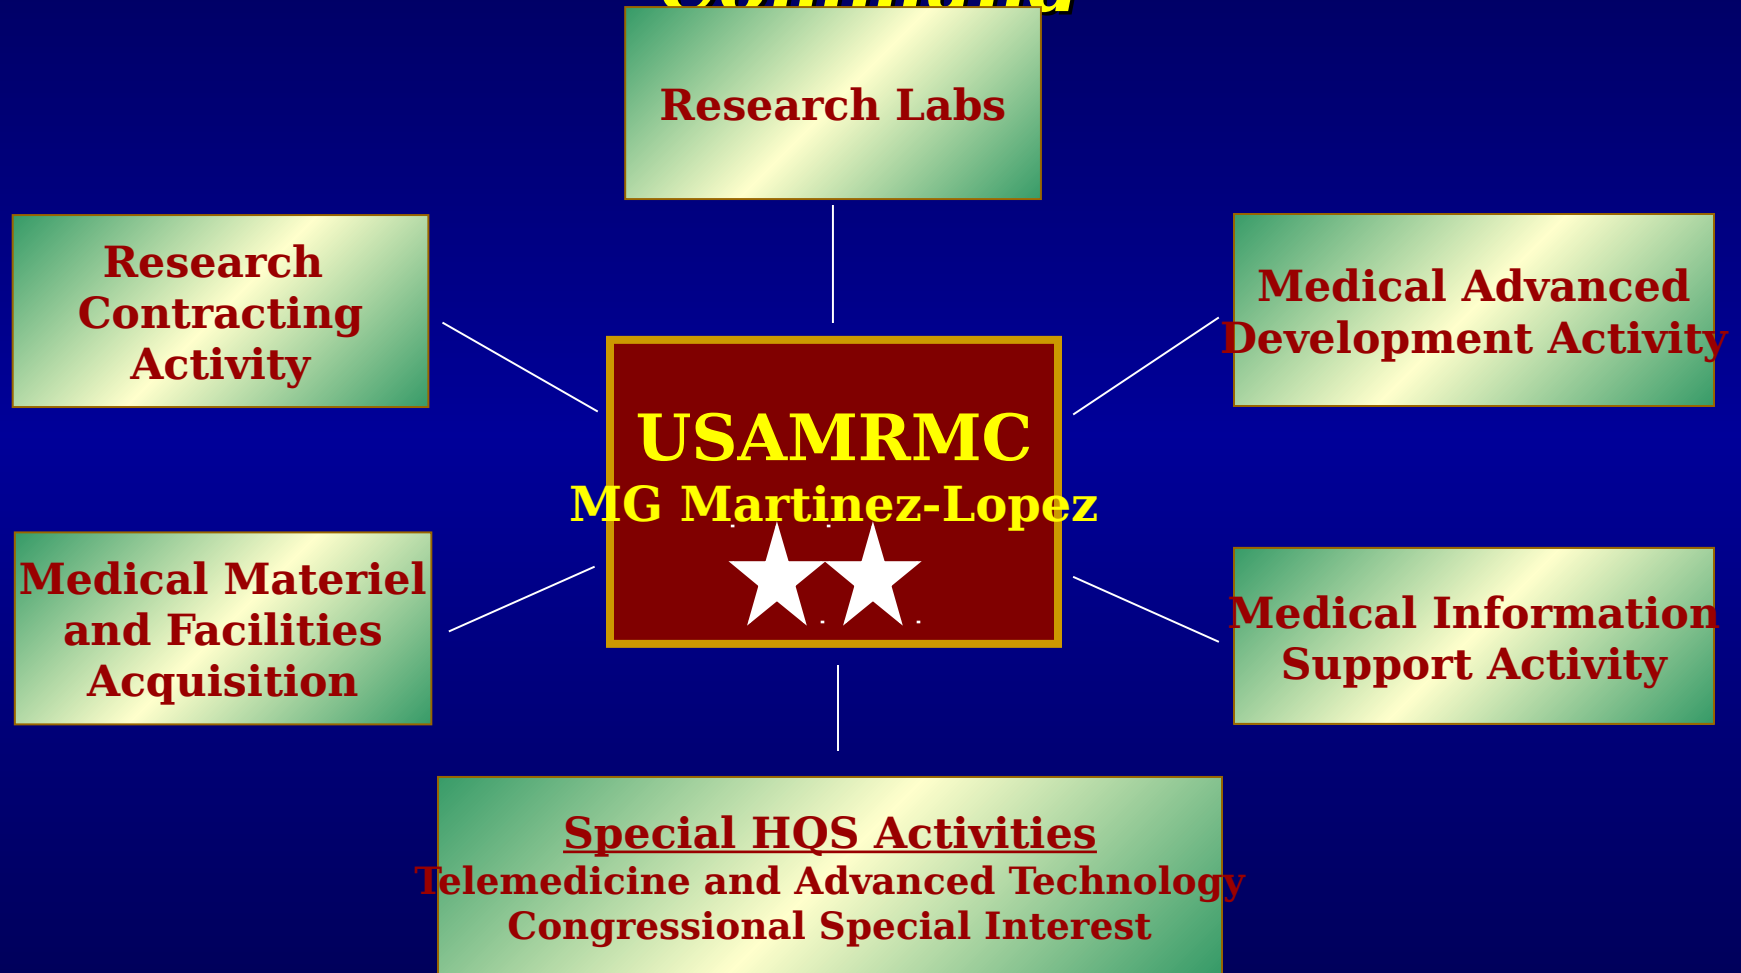 Command
Research Labs
Research
Contracting
Activity
Medical Advanced
Development Activity
USAMRMC
MG Martinez-Lopez
Medical Materiel
and Facilities
Acquisition
Medical Information
Support Activity
Special HQS Activities
Telemedicine and Advanced Technology
Congressional Special Interest